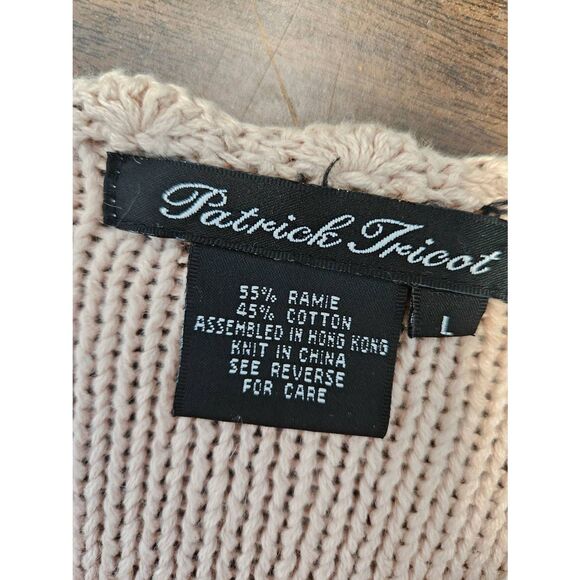 Patrick Tricot
L
55% RAMIE
45% COTTON
ASSEMBLED IN HONG KONG
KNIT IN CHINA
SEE REVERSE
FOR CARE